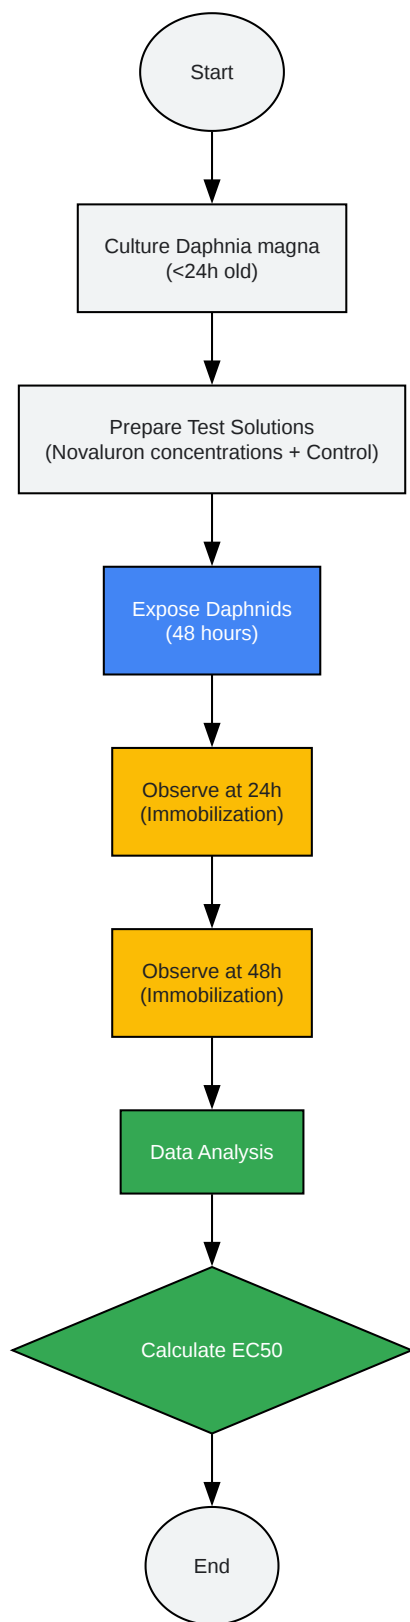 Start
Culture Daphnia magna
(<24h old)
Prepare Test Solutions
(Novaluron concentrations + Control)
Expose Daphnids
(48 hours)
Observe at 24h
(Immobilization)
Observe at 48h
(Immobilization)
Data Analysis
Calculate EC50
End